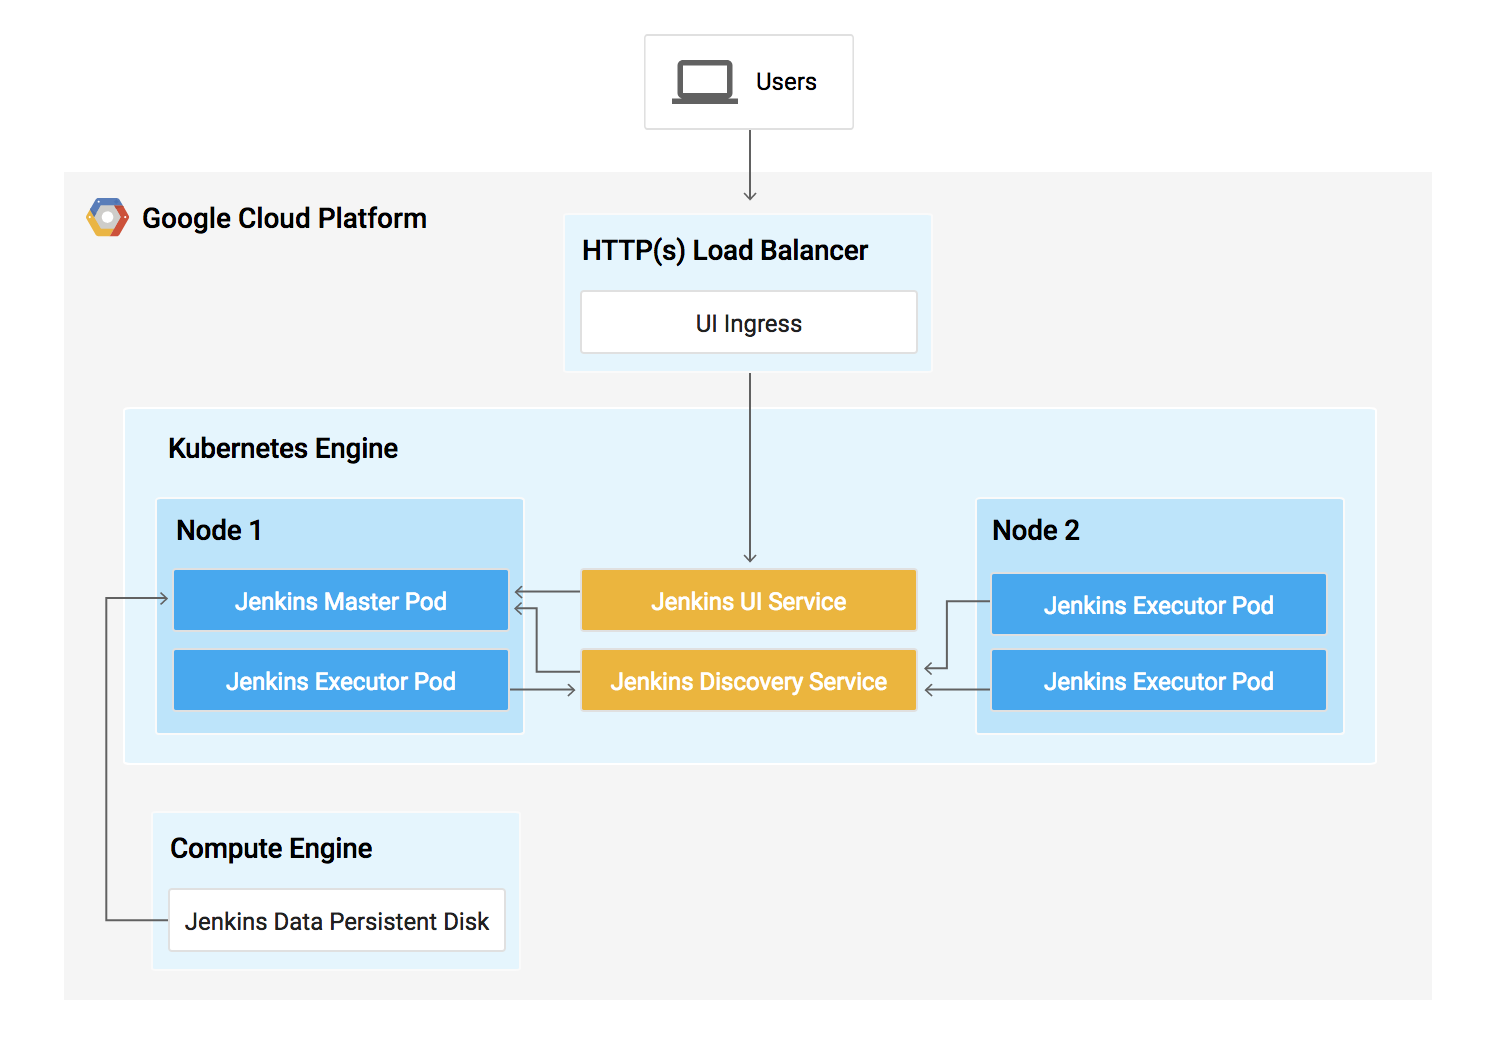 Users
Google Cloud Platform
HTTP(s) Load Balancer
UI Ingress
Kubernetes Engine
Node 1
Jenkins Master Pod
Jenkins Executor Pod
Jenkins UI Service
Jenkins Discovery Service
Node 2
Jenkins Executor Pod
Jenkins Executor Pod
Compute Engine
Jenkins Data Persistent Disk